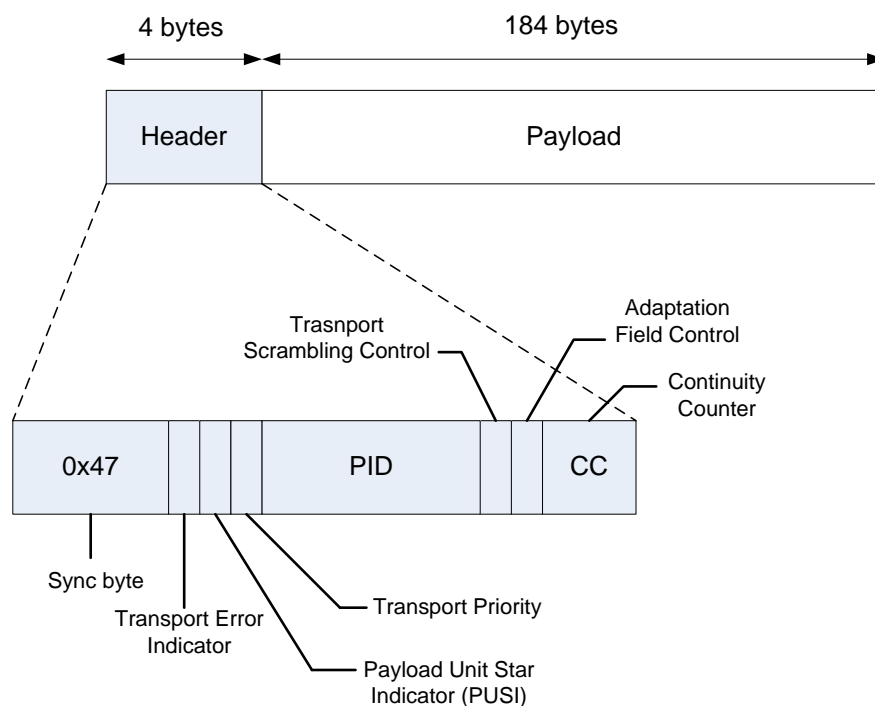 4 bytes
184 bytes
Header
Payload
Trasnport
Scrambling Control
Adaptation
Field Control
Continuity
Counter
0x47
PID
CC
Sync byte
Transport Error
Indicator
Transport Priority
Payload Unit Star
Indicator (PUSI)